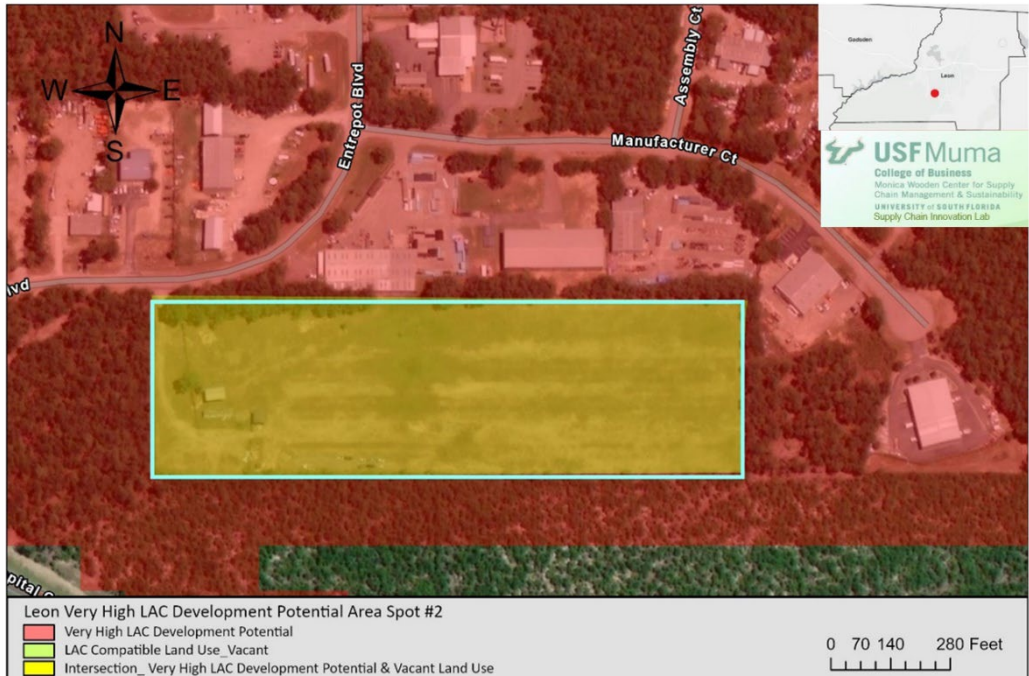 N
W E
S
Entrepot Blvd
Assembly Ct
Manufacturer Ct
lvd
pital C
Gadsden
Leon
USF Muma
College of Business
Monica Wooden Center for Supply
Chain Management & Sustainability
UNIVERSITY of SOUTH FLORIDA
Supply Chain Innovation Lab
Leon Very High LAC Development Potential Area Spot #2
Very High LAC Development Potential
LAC Compatible Land Use_Vacant
Intersection_ Very High LAC Development Potential & Vacant Land Use
0 70 140 280 Feet